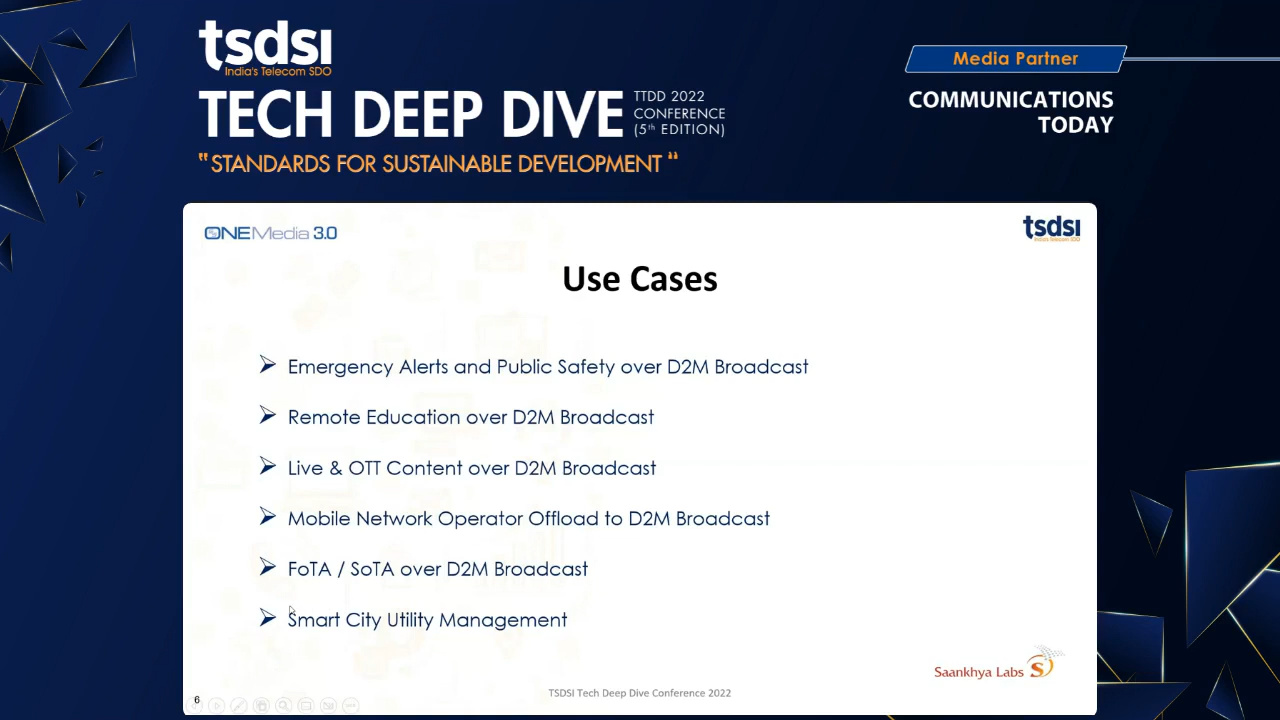 tsdsi
India's Telecom SDO
TECH DEEP DIVE
TTDD 2022
CONFERENCE
(5th EDITION)
"STANDARDS FOR SUSTAINABLE DEVELOPMENT"
Media Partner
COMMUNICATIONS
TODAY
ONEMedia 3.0
tsdsi
India's Telecom SDO
Use Cases
Emergency Alerts and Public Safety over D2M Broadcast
Remote Education over D2M Broadcast
Live & OTT Content over D2M Broadcast
Mobile Network Operator Offload to D2M Broadcast
FoTA / SoTA over D2M Broadcast
Smart City Utility Management
Saankhya Labs S
6
TSDSI Tech Deep Dive Conference 2022